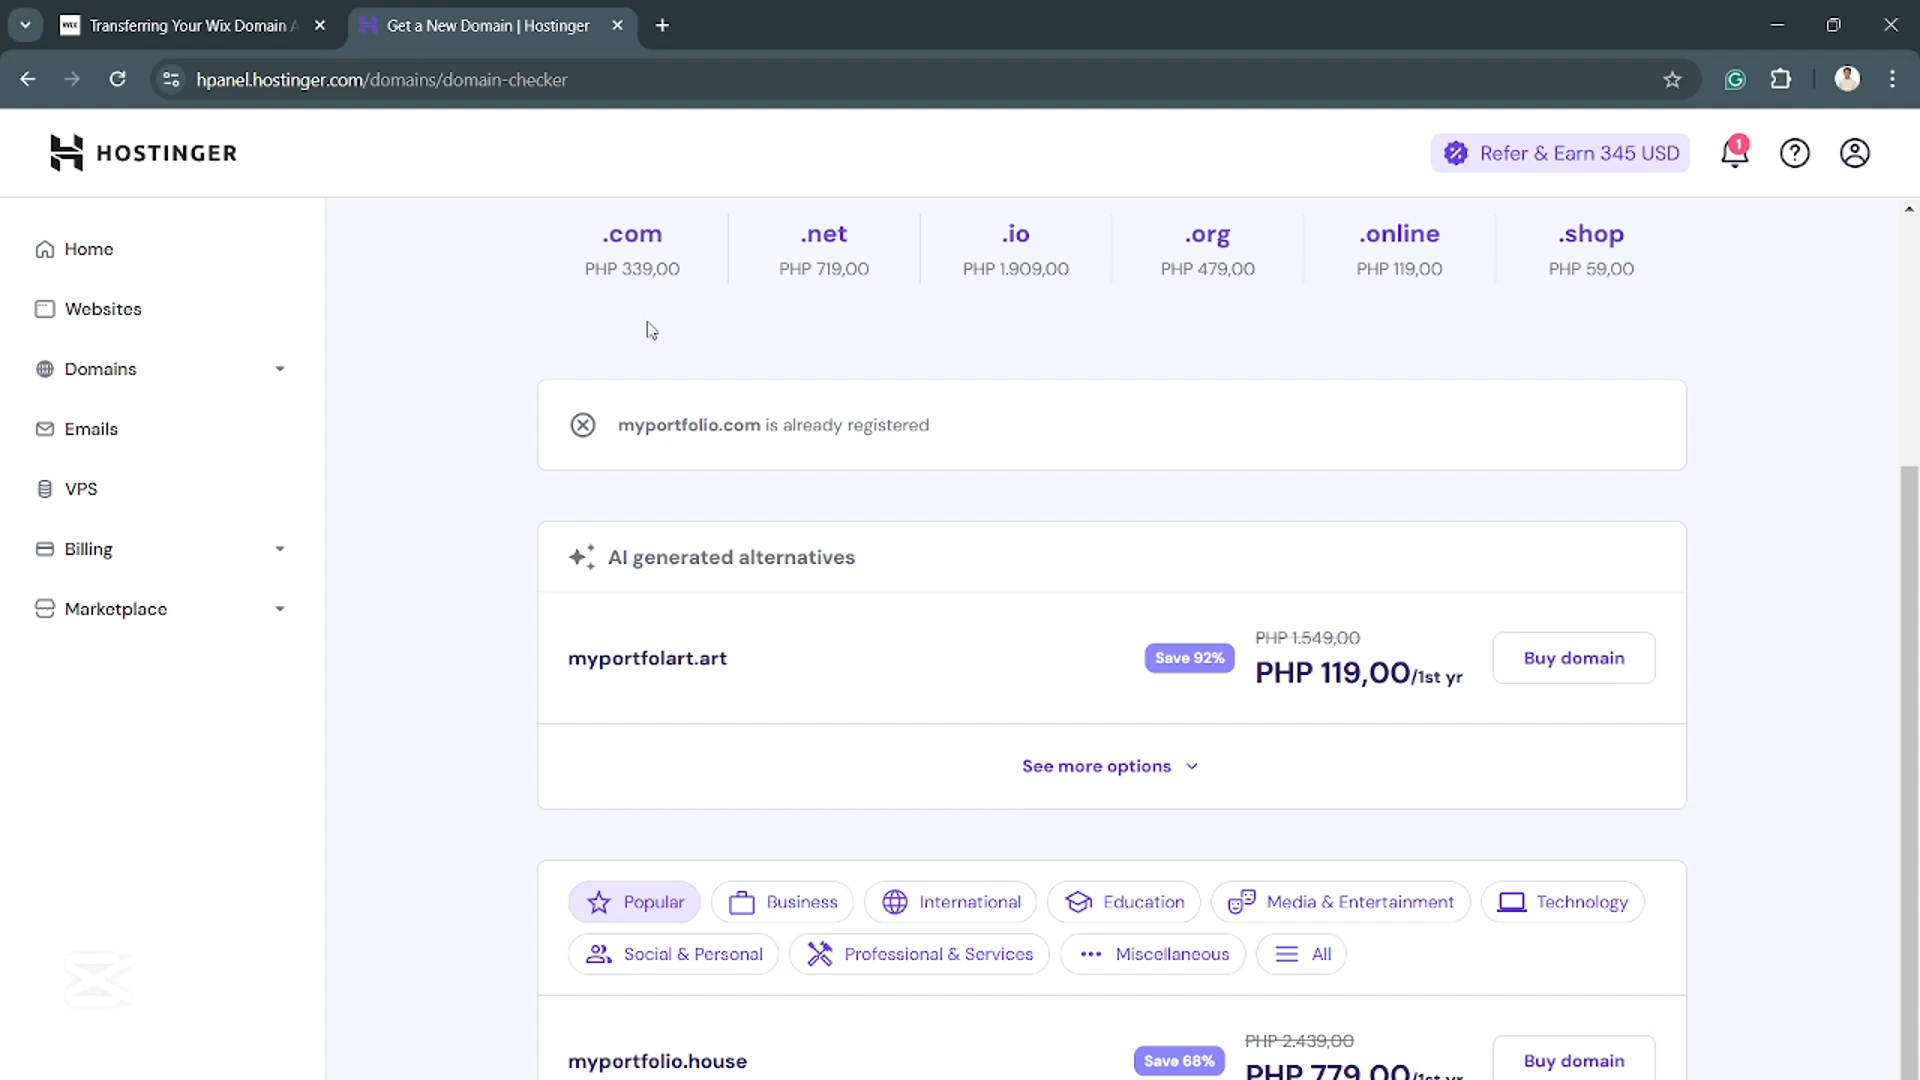 Transferring Your Wix Domain A
Get a New Domain | Hostinger
hpanel.hostinger.com/domains/domain-checker
HOSTINGER
Refer & Earn 345 USD
1
Home
Websites
Domains
Emails
VPS
Billing
Marketplace
.com
.net
.io
.org
.online
.shop
PHP 339,00
PHP 719,00
PHP 1.909,00
PHP 479,00
PHP 119,00
PHP 59,00
myportfolio.com is already registered
AI generated alternatives
myportfolart.art
Save 92%
PHP 1.549,00
PHP 119,00/1st yr
Buy domain
See more options
Popular
Business
International
Education
Media & Entertainment
Technology
Social & Personal
Professional & Services
Miscellaneous
All
myportfolio.house
Save 68%
PHP 2.439,00
PHP 779,00/1st yr
Buy domain